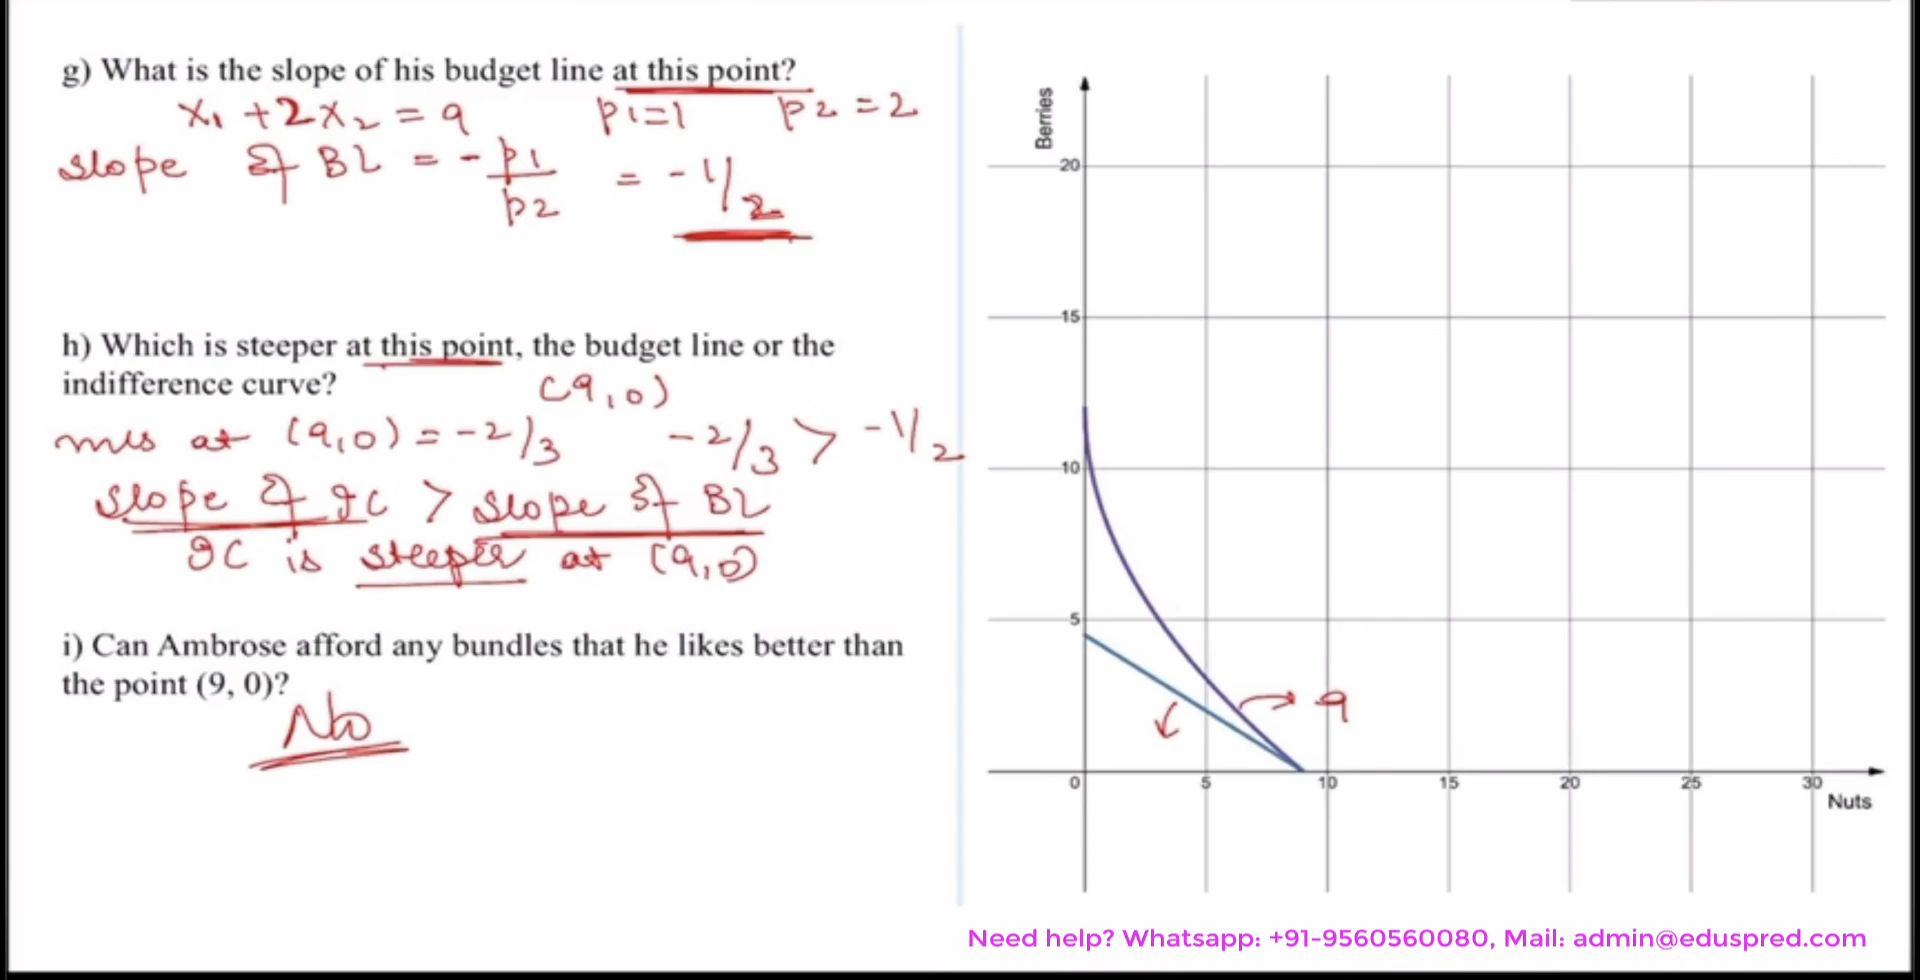 g) What is the slope of his budget line at this point?
x₁ + 2x₂ = 9 p1=1 p2 = 2
slope of BL = - p1/p2 = -1/2
h) Which is steeper at this point, the budget line or the
indifference curve?
(9,0)
mrs at (9,0) = -2/3 -2/3 > -1/2
slope of IC > slope of BL
IC is steeper at (9,0)
i) Can Ambrose afford any bundles that he likes better than
the point (9, 0)?
No
Berries
20
15
10
5
9
0 5 10 15 20 25 30
Nuts
Need help? Whatsapp: +91-9560560080, Mail: admin@eduspred.com